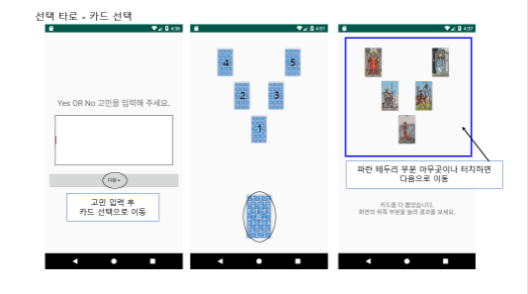 선택 타로 - 카드 선택
4:36
4:51
4:57
Yes OR No 고민을 입력해 주세요.
다음 >
고민 입력 후
카드 선택으로 이동
4
5
2
3
1
파란 테두리 부분 아무곳이나 터치하면
다음으로 이동
카드를 다 뽑았습니다.
화면의 위쪽 부분을 눌러 결과를 보세요.